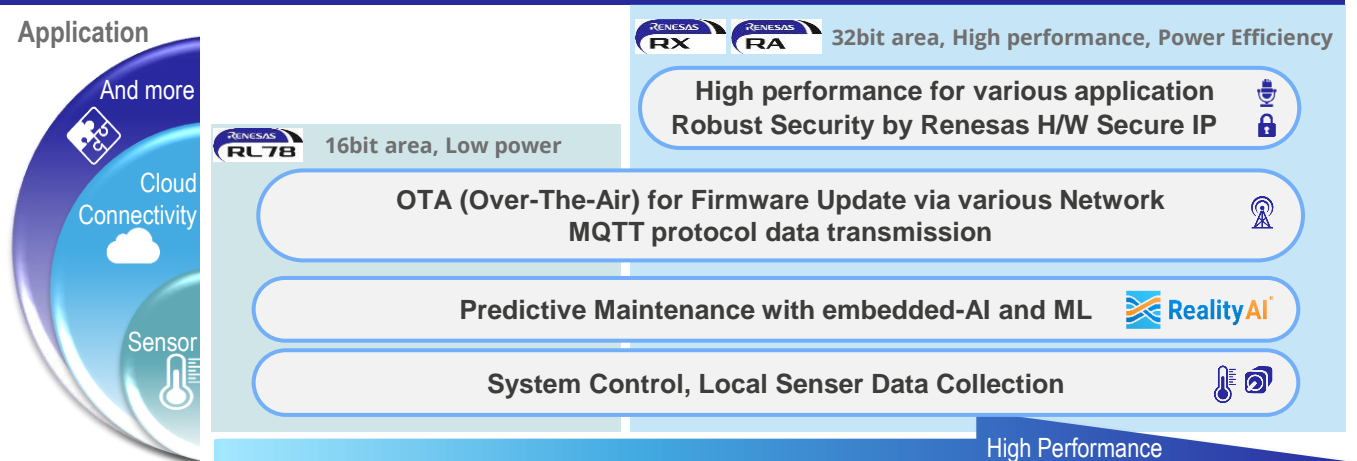 Application
And more
Cloud
Connectivity
Sensor
RENESAS
RX
RENESAS
RA
32bit area, High performance, Power Efficiency
High performance for various application
Robust Security by Renesas H/W Secure IP
RENESAS
RL78
16bit area, Low power
OTA (Over-The-Air) for Firmware Update via various Network
MQTT protocol data transmission
Predictive Maintenance with embedded-AI and ML
Reality AI
System Control, Local Senser Data Collection
High Performance